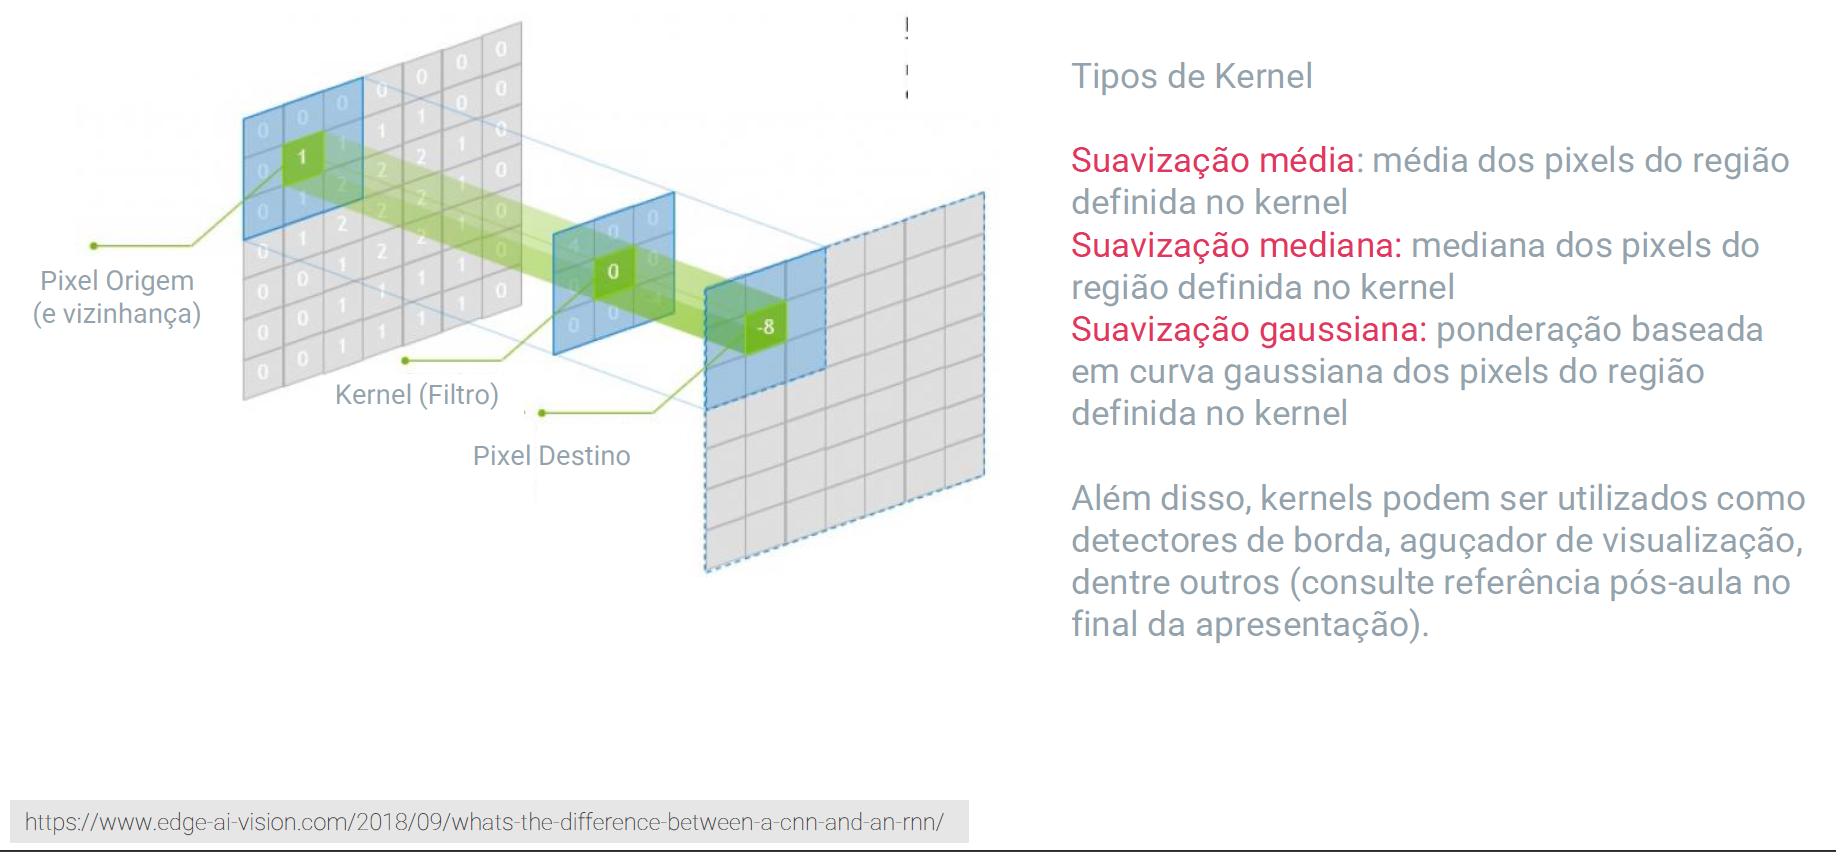 Tipos de Kernel
Suavização média: média dos pixels do região
definida no kernel
Suavização mediana: mediana dos pixels do
região definida no kernel
Suavização gaussiana: ponderação baseada
em curva gaussiana dos pixels do região
definida no kernel
Além disso, kernels podem ser utilizados como
detectores de borda, aguçador de visualização,
dentre outros (consulte referência pós-aula no
final da apresentação).
1
0
-8
Pixel Origem
(e vizinhança)
Kernel (Filtro)
Pixel Destino
https://www.edge-ai-vision.com/2018/09/whats-the-difference-between-a-cnn-and-an-rnn/